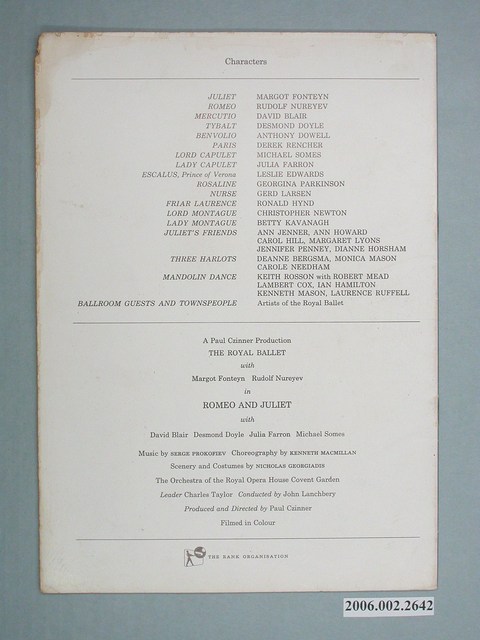 Characters
JULIET MARGOT FONTEYN
ROMEO RUDOLF NUREYEV
MERCUTIO DAVID BLAIR
TYBALT DESMOND DOYLE
BENVOLIO ANTHONY DOWELL
PARIS DEREK RENCHER
LORD CAPULET MICHAEL SOMES
LADY CAPULET JULIA FARRON
ESCALUS, Prince of Verona LESLIE EDWARDS
ROSALINE GEORGINA PARKINSON
NURSE GERD LARSEN
FRIAR LAURENCE RONALD HYND
LORD MONTAGUE CHRISTOPHER NEWTON
LADY MONTAGUE BETTY KAVANAGH
JULIET'S FRIENDS ANN JENNER, ANN HOWARD
CAROL HILL, MARGARET LYONS
JENNIFER PENNEY, DIANNE HORSHAM
THREE HARLOTS DEANNE BERGSMA, MONICA MASON
CAROLE NEEDHAM
MANDOLIN DANCE KEITH ROSSON with ROBERT MEAD
LAMBERT COX, IAN HAMILTON
KENNETH MASON, LAURENCE RUFFELL
BALLROOM GUESTS AND TOWNSPEOPLE Artists of the Royal Ballet
A Paul Czinner Production
THE ROYAL BALLET
with
Margot Fonteyn Rudolf Nureyev
in
ROMEO AND JULIET
with
David Blair Desmond Doyle Julia Farron Michael Somes
Music by SERGE PROKOFIEV Choreography by KENNETH MACMILLAN
Scenery and Costumes by NICHOLAS GEORGIADIS
The Orchestra of the Royal Opera House Covent Garden
Leader Charles Taylor Conducted by John Lanchbery
Produced and Directed by Paul Czinner
Filmed in Colour
THE RANK ORGANISATION
2006.002.2642